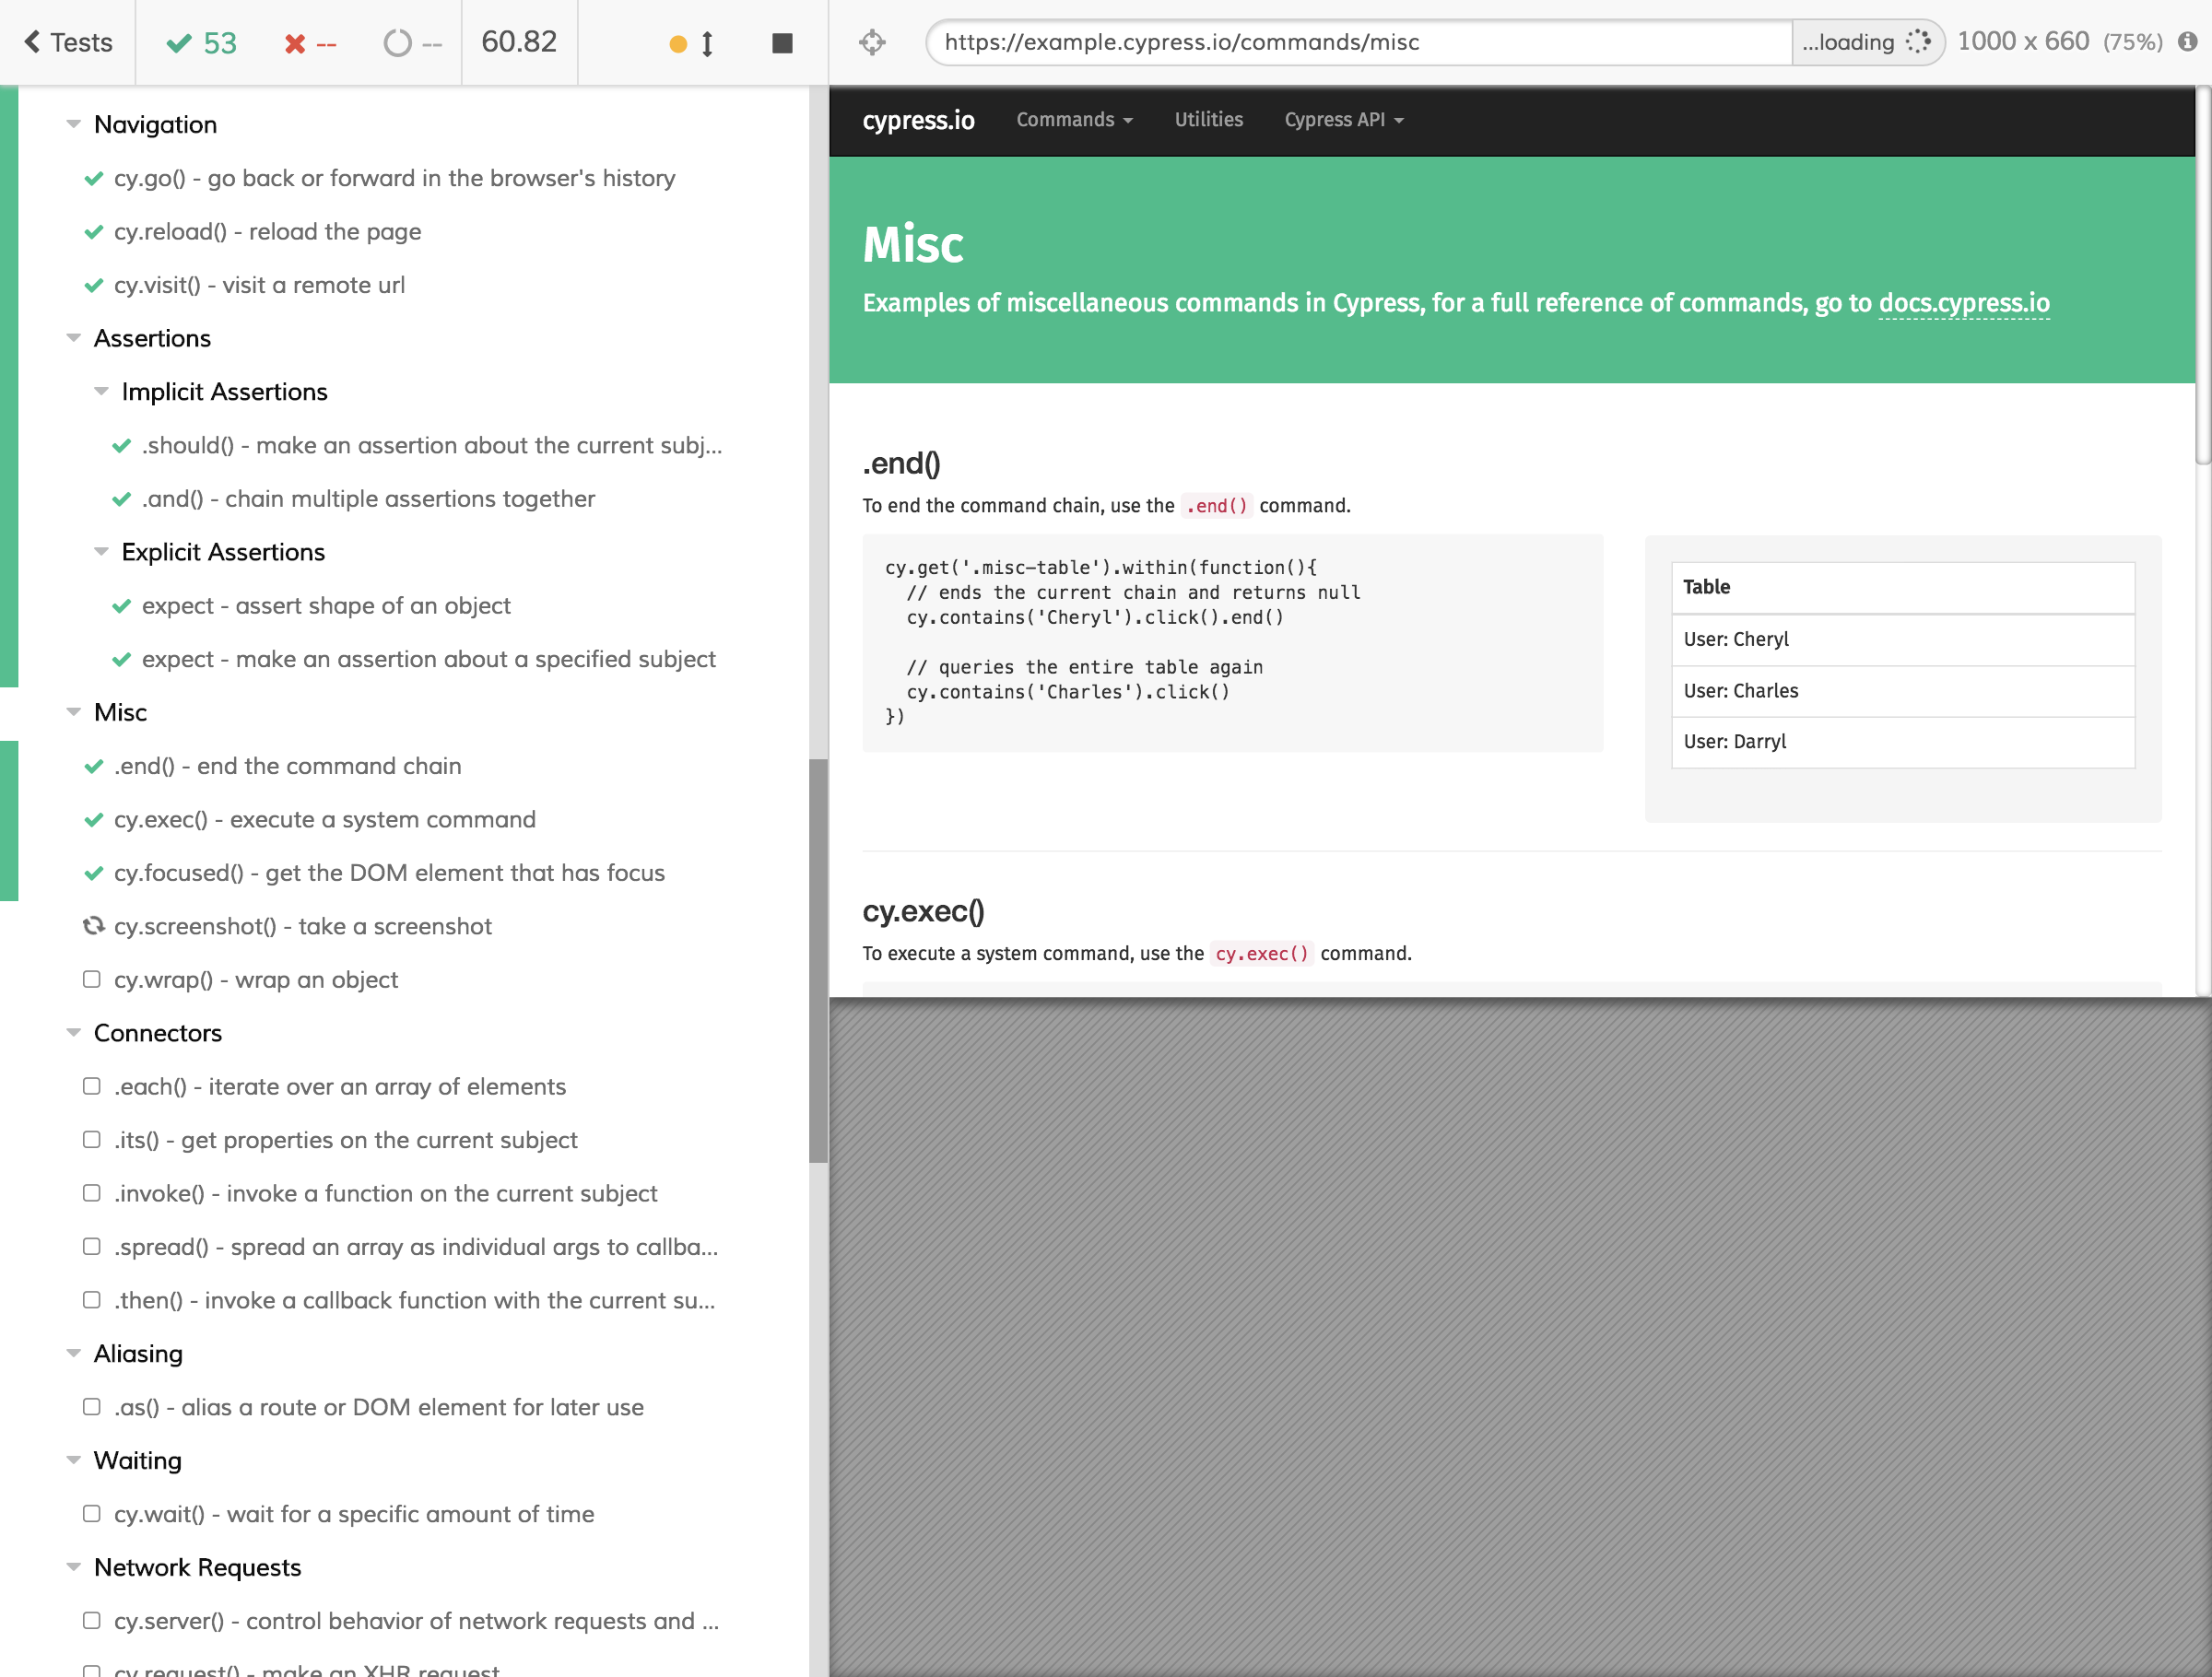 Tests
53
--
--
60.82
https://example.cypress.io/commands/misc
...loading
1000 x 660 (75%)
Navigation
cy.go() - go back or forward in the browser's history
cy.reload() - reload the page
cy.visit() - visit a remote url
Assertions
Implicit Assertions
.should() - make an assertion about the current subj...
.and() - chain multiple assertions together
Explicit Assertions
expect - assert shape of an object
expect - make an assertion about a specified subject
Misc
.end() - end the command chain
cy.exec() - execute a system command
cy.focused() - get the DOM element that has focus
cy.screenshot() - take a screenshot
cy.wrap() - wrap an object
Connectors
.each() - iterate over an array of elements
.its() - get properties on the current subject
.invoke() - invoke a function on the current subject
.spread() - spread an array as individual args to callba...
.then() - invoke a callback function with the current su...
Aliasing
.as() - alias a route or DOM element for later use
Waiting
cy.wait() - wait for a specific amount of time
Network Requests
cy.server() - control behavior of network requests and ...
cy.request() - make an XHR request
cypress.io
Commands
Utilities
Cypress API
Misc
Examples of miscellaneous commands in Cypress, for a full reference of commands, go to docs.cypress.io
.end()
To end the command chain, use the .end() command.
cy.get('.misc-table').within(function(){
// ends the current chain and returns null
cy.contains('Cheryl').click().end()
// queries the entire table again
cy.contains('Charles').click()
})
Table
User: Cheryl
User: Charles
User: Darryl
cy.exec()
To execute a system command, use the cy.exec() command.